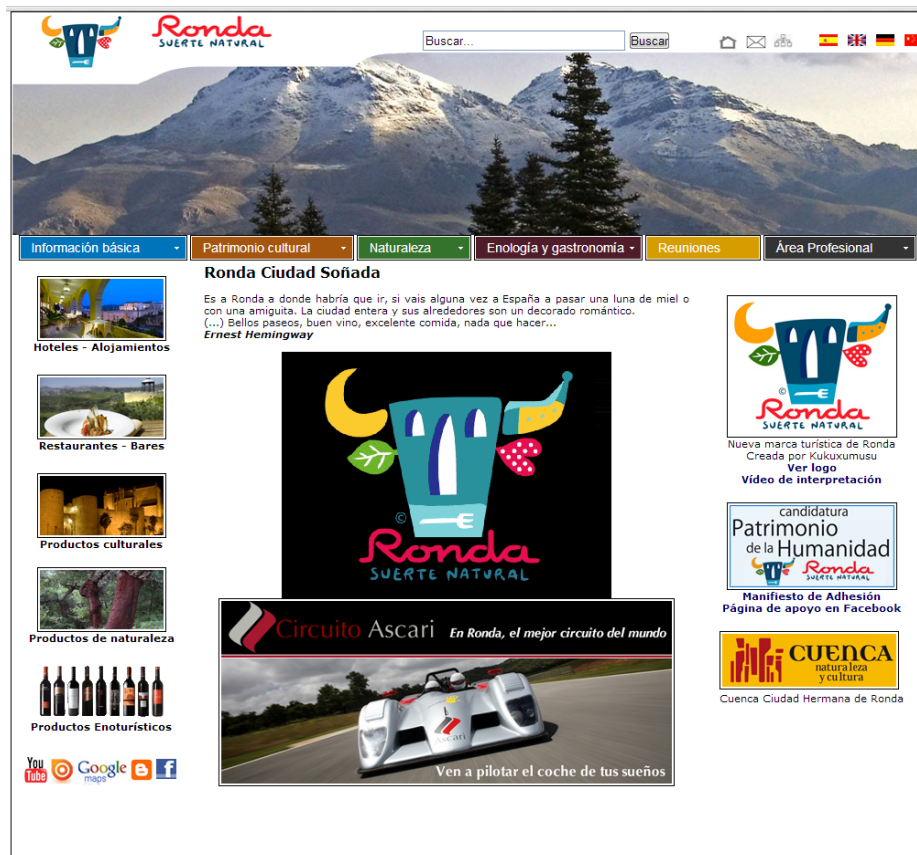 Ronda
SUERTE NATURAL
Buscar...
Buscar
Información básica
Patrimonio cultural
Naturaleza
Enología y gastronomía
Reuniones
Área Profesional
Hoteles - Alojamientos
Restaurantes - Bares
Productos culturales
Productos de naturaleza
Productos Enoturísticos
You
Tube
Google
maps
Ronda Ciudad Soñada
Es a Ronda a donde habría que ir, si vais alguna vez a España a pasar una luna de miel o
con una amiguita. La ciudad entera y sus alrededores son un decorado romántico.
(...) Bellos paseos, buen vino, excelente comida, nada que hacer...
Ernest Hemingway
©
Ronda
SUERTE NATURAL
Circuito Ascari
En Ronda, el mejor circuito del mundo
Ascari
Ven a pilotar el coche de tus sueños
©
Ronda
SUERTE NATURAL
Nueva marca turística de Ronda
Creada por Kukuxumusu
Ver logo
Vídeo de interpretación
candidatura
Patrimonio
de la Humanidad
Ronda
SUERTE NATURAL
Manifiesto de Adhesión
Página de apoyo en Facebook
CUENCA
naturaleza
y cultura
Cuenca Ciudad Hermana de Ronda